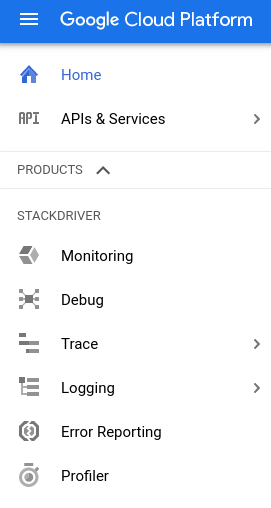 Google Cloud Platform
Home
API APIs & Services
PRODUCTS
STACKDRIVER
Monitoring
Debug
Trace
Logging
Error Reporting
Profiler